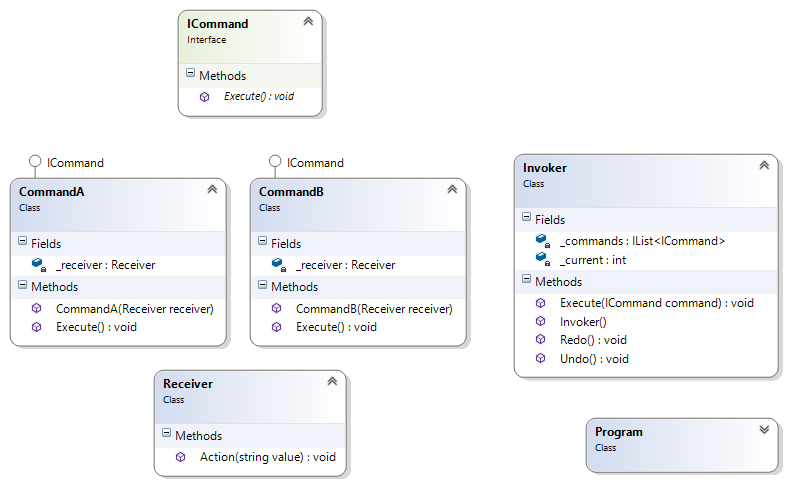 ICommand
Interface
Methods
Execute() : void
ICommand
CommandA
Class
Fields
_receiver : Receiver
Methods
CommandA(Receiver receiver)
Execute() : void
ICommand
CommandB
Class
Fields
_receiver : Receiver
Methods
CommandB(Receiver receiver)
Execute() : void
Invoker
Class
Fields
_commands : IList<ICommand>
_current : int
Methods
Execute(ICommand command) : void
Invoker()
Redo() : void
Undo() : void
Receiver
Class
Methods
Action(string value) : void
Program
Class